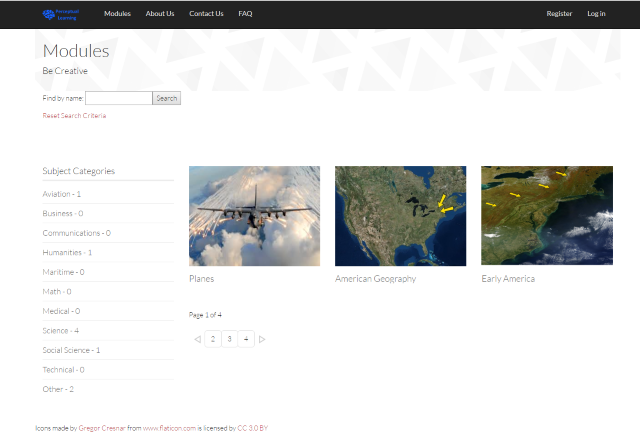 Perceptual
Learning
Modules
About Us
Contact Us
FAQ
Register
Log in
Modules
Be Creative
Find by name:
Search
Reset Search Criteria
Subject Categories
Aviation - 1
Business - 0
Communications - 0
Humanities - 1
Maritime - 0
Math - 0
Medical - 0
Science - 4
Social Science - 1
Technical - 0
Other - 2
Planes
American Geography
Early America
Page 1 of 4
2
3
4
Icons made by Gregor Cresnar from www.flaticon.com is licensed by CC 3.0 BY